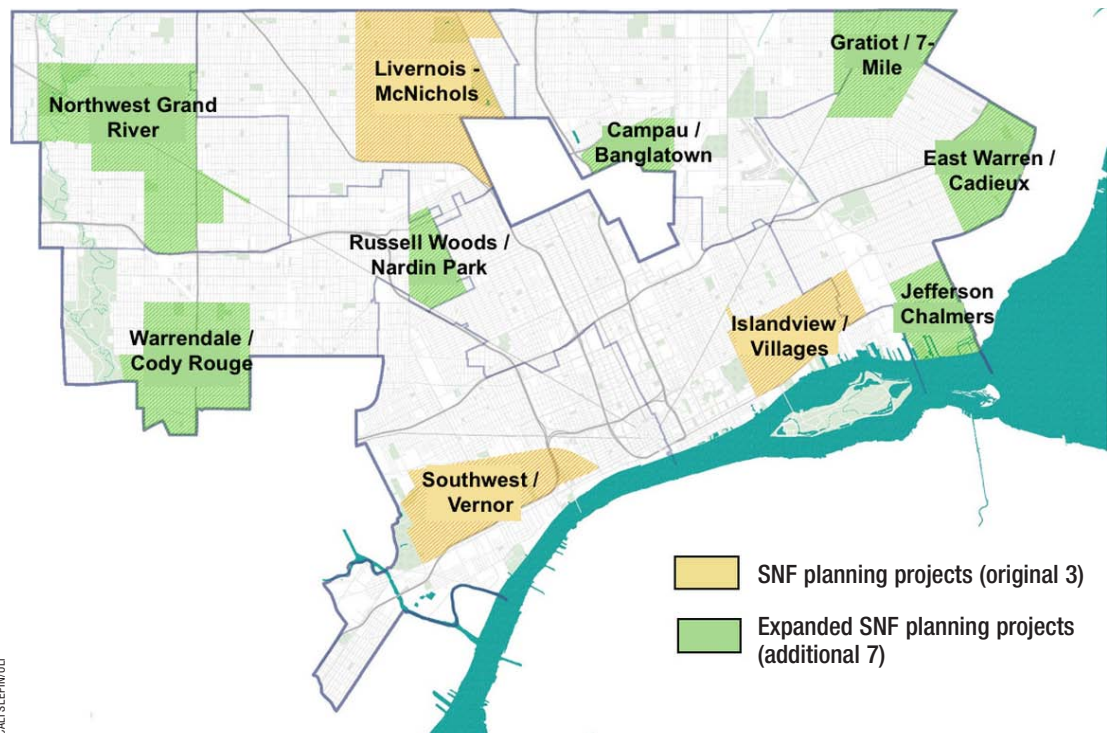 Gratiot / 7-
Mile
Livernois -
McNichols
Northwest Grand
River
Campau /
Banglatown
East Warren /
Cadieux
Russell Woods /
Nardin Park
Jefferson
Chalmers
Islandview /
Villages
Warrendale /
Cody Rouge
Southwest /
Vernor
SNF planning projects (original 3)
Expanded SNF planning projects
(additional 7)